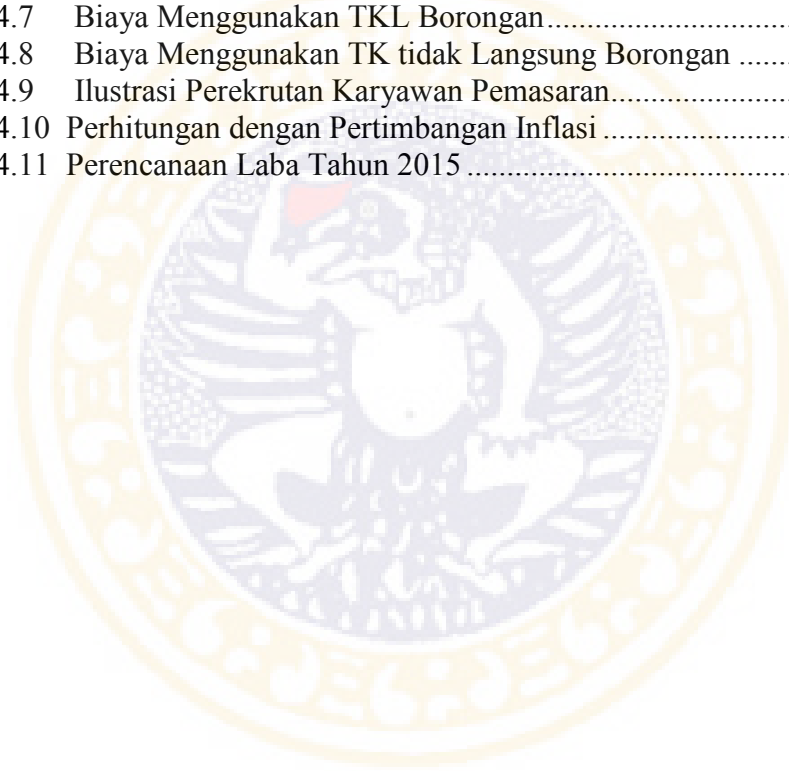 4.7 Biaya Menggunakan TKL Borongan.......................................
4.8 Biaya Menggunakan TK tidak Langsung Borongan ......
4.9 Ilustrasi Perekrutan Karyawan Pemasaran.......................
4.10 Perhitungan dengan Pertimbangan Inflasi ........................
4.11 Perencanaan Laba Tahun 2015 .........................................